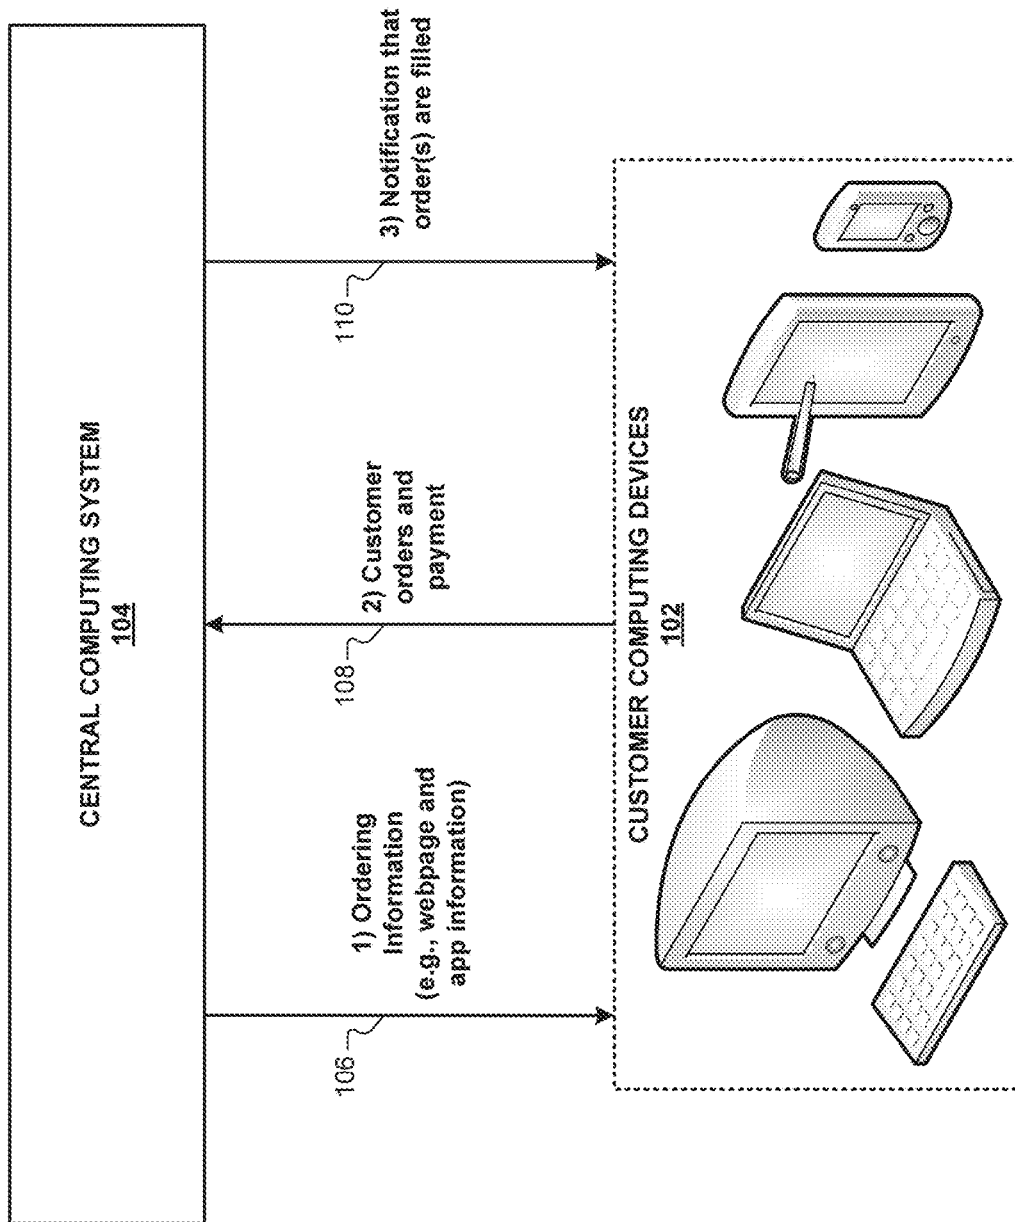 CENTRAL COMPUTING SYSTEM
104
106
1) Ordering
Information
(e.g., webpage and
app information)
108
2) Customer
orders and
payment
110
3) Notification that
order(s) are filled
CUSTOMER COMPUTING DEVICES
102